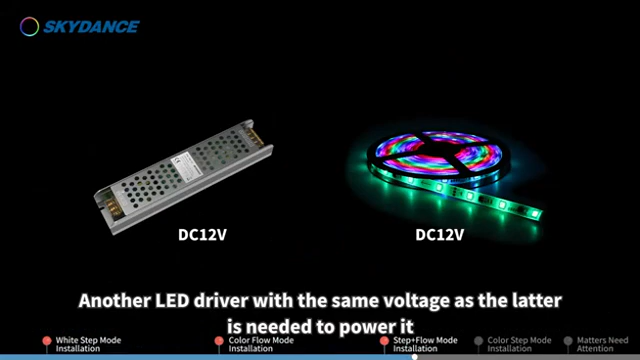 SKYDANCE
DC12V
DC12V
Another LED driver with the same voltage as the latter
is needed to power it
White Step Mode
Installation
Color Flow Mode
Installation
Step+Flow Mode
Installation
Color Step Mode
Installation
Matters Need
Attention